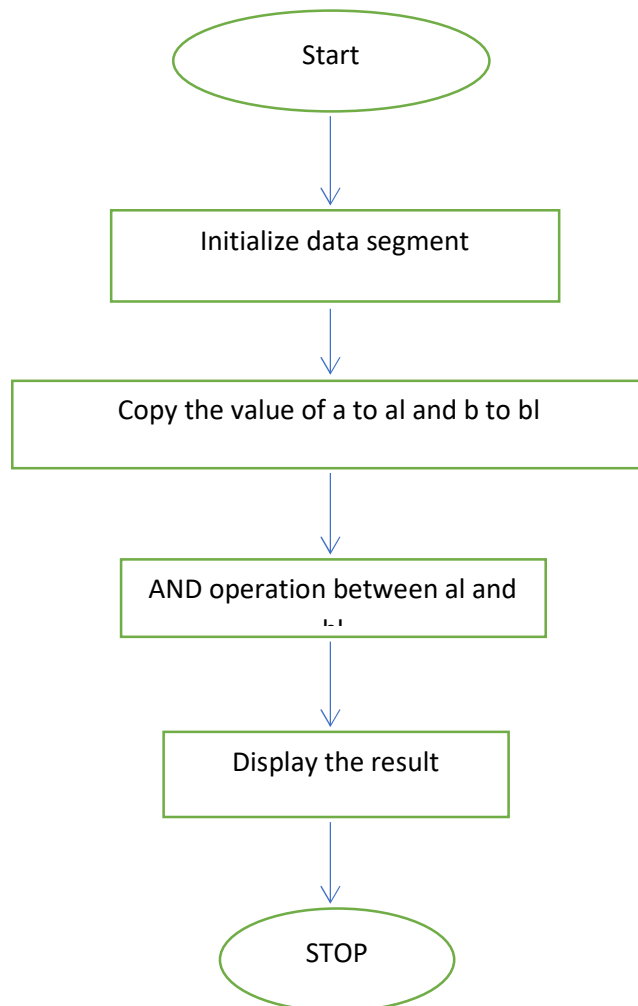 Start
Initialize data segment
Copy the value of a to al and b to bl
AND operation between al and
Display the result
STOP